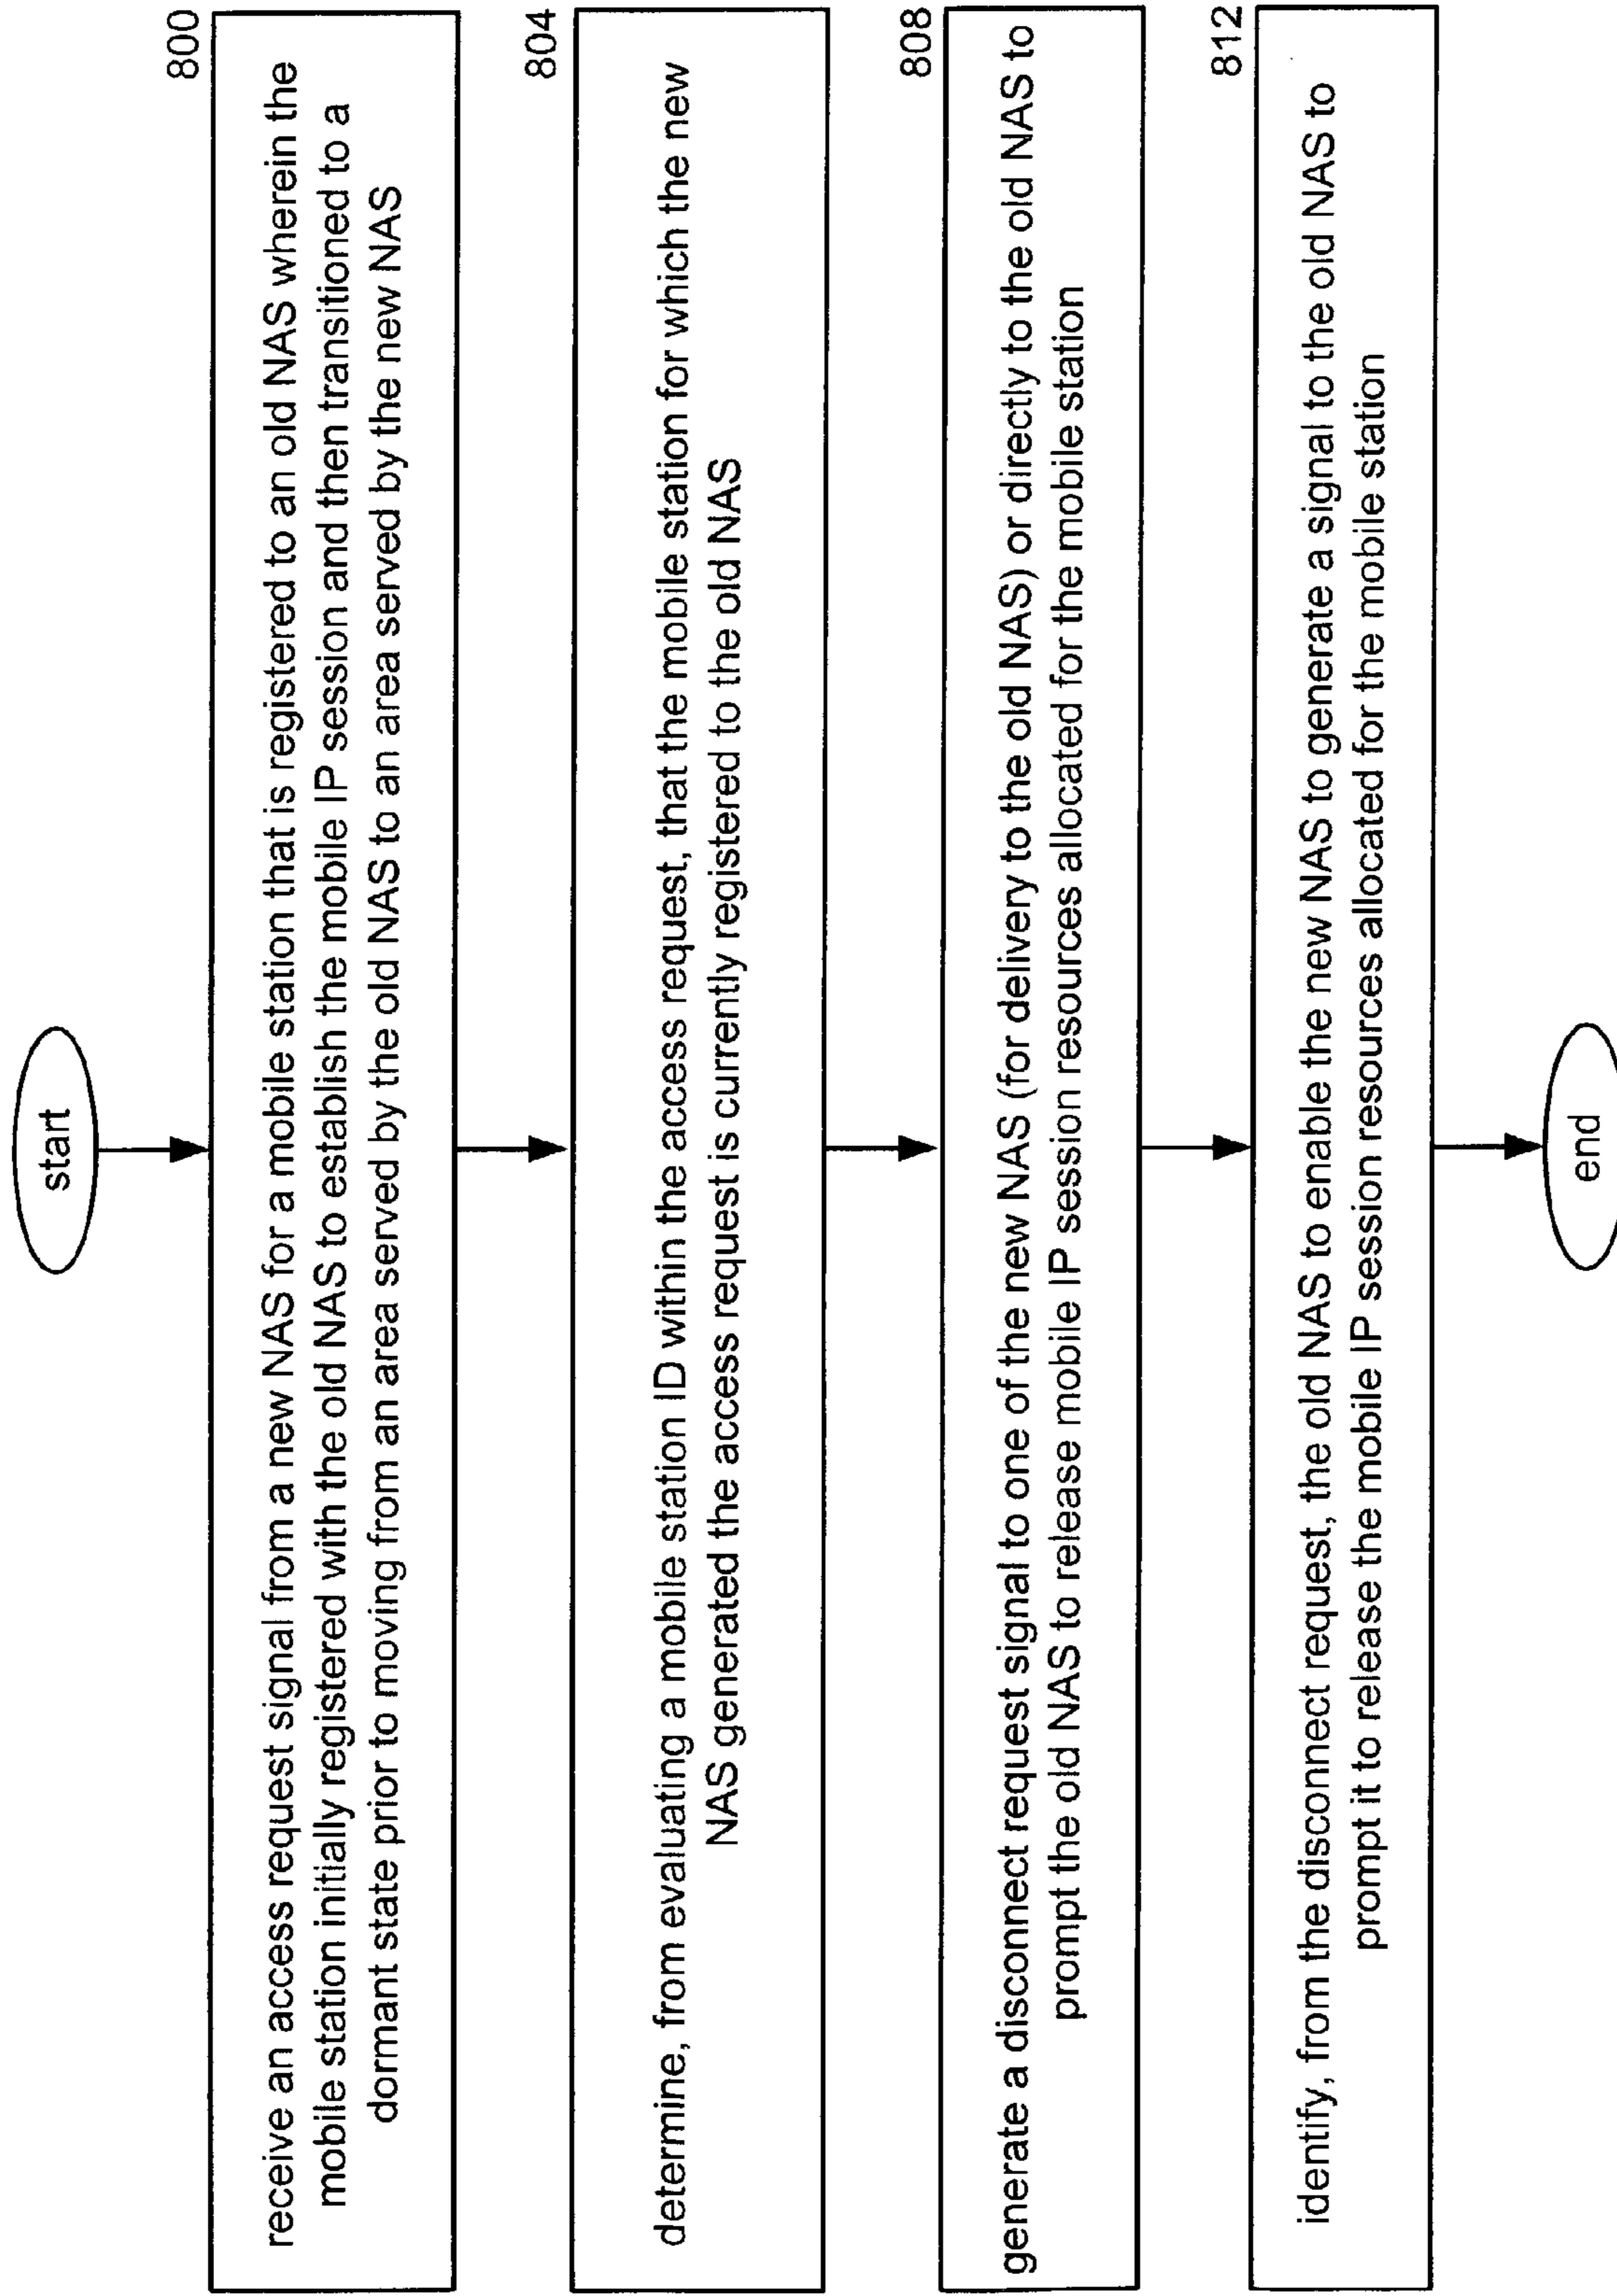 start
800
receive an access request signal from a new NAS for a mobile station that is registered to an old NAS wherein the
mobile station initially registered with the old NAS to establish the mobile IP session and then transitioned to a
dormant state prior to moving from an area served by the old NAS to an area served by the new NAS
804
determine, from evaluating a mobile station ID within the access request, that the mobile station for which the new
NAS generated the access request is currently registered to the old NAS
808
generate a disconnect request signal to one of the new NAS (for delivery to the old NAS) or directly to the old NAS to
prompt the old NAS to release mobile IP session resources allocated for the mobile station
812
identify, from the disconnect request, the old NAS to enable the new NAS to generate a signal to the old NAS to
prompt it to release the mobile IP session resources allocated for the mobile station
end